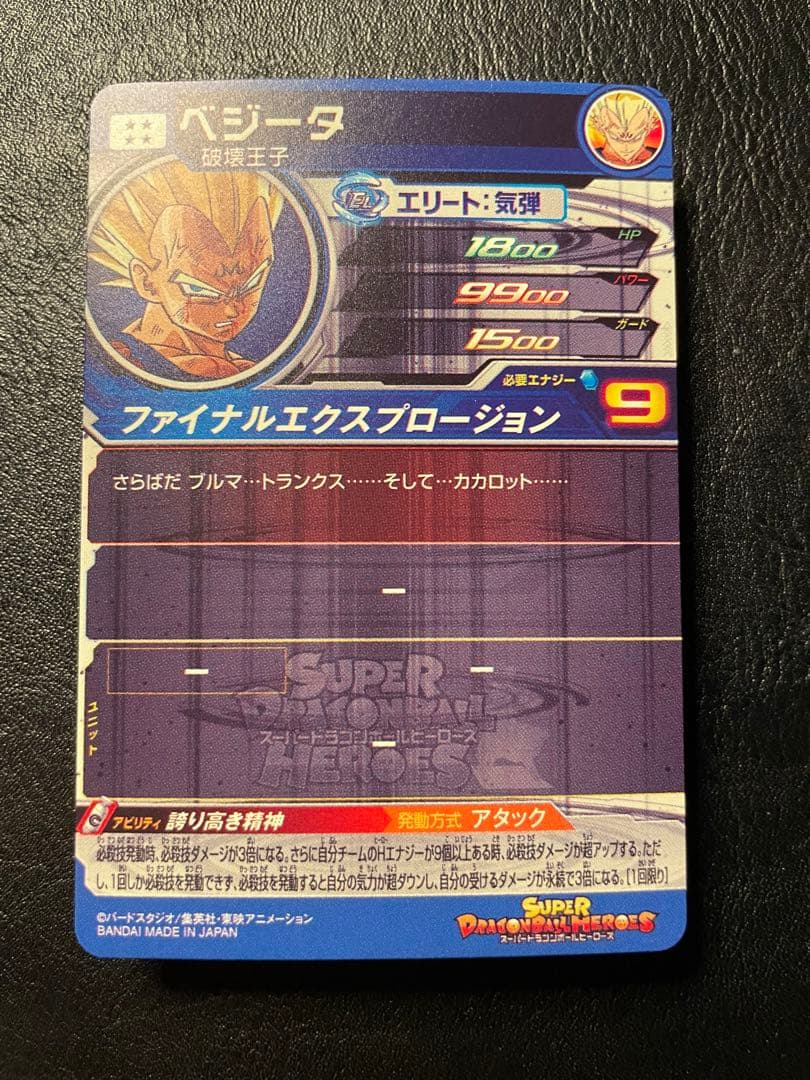 ★★
★★
ベジータ
破壊王子
EL
エリート:気弾
1800 HP
9900 パワー
1500 ガード
必要エナジー 9
ファイナルエクスプロージョン
さらばだ ブルマ…トランクス……そして…カカロット……
ー
ー ー
ー
ユニット
SUPER
DRAGONBALL
スーパードラゴンボールヒーローズ
HEROES
アビリティ 誇り高き精神 発動方式 アタック
必殺技発動時、必殺技ダメージが3倍になる。さらに自分チームのHエナジーが9個以上ある時、必殺技ダメージが超アップする。ただ
し、1回しか必殺技を発動できず、必殺技を発動すると自分の気力が超ダウンし、自分の受けるダメージが永続で3倍になる。[1回限り]
©バードスタジオ/集英社・東映アニメーション
BANDAI MADE IN JAPAN
SUPER
DRAGONBALL HEROES
スーパードラゴンボールヒーローズ